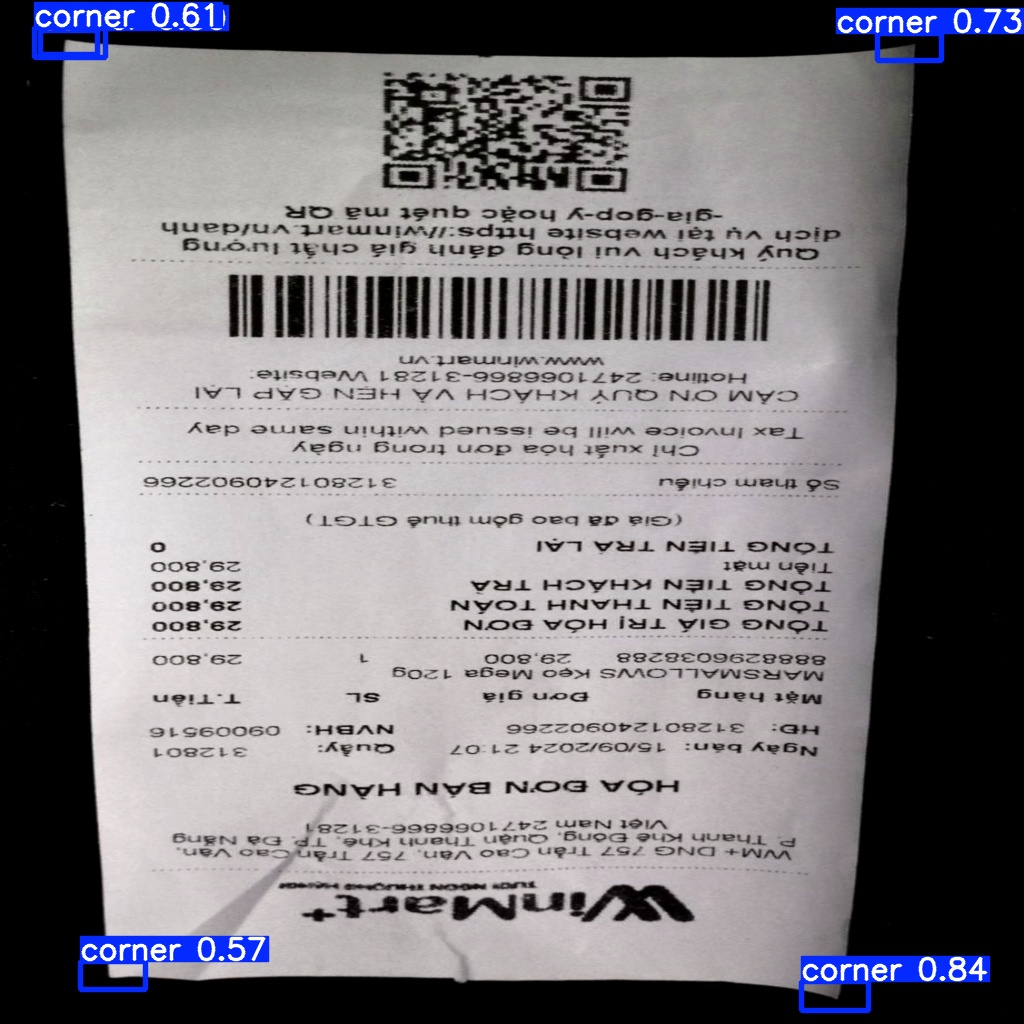 corner 0.61
corner 0.73
WinMart+
TƯƠI NGON THƯỢNG HẠNG!
WM+ DNG 757 Trần Cao Vân, 757 Trần Cao Vân,
P. Thanh Khê Đông, Quận Thanh Khê, TP. Đà Nẵng
Việt Nam 2471066866-31281
HÓA ĐƠN BÁN HÀNG
Ngày bán: 15/09/2024 21:07 Quầy: 312801
HĐ: 312801240902266 NVBH: 09009516
Mặt hàng Đơn giá SL T.Tiền
MARSMALLOWS Kẹo Mega 120g
8888296038288 29,800 1 29,800
TỔNG GIÁ TRỊ HÓA ĐƠN 29,800
TỔNG TIỀN THANH TOÁN 29,800
TỔNG TIỀN KHÁCH TRẢ 29,800
Tiền mặt 29,800
TỔNG TIỀN TRẢ LẠI 0
(Giá đã bao gồm thuế GTGT)
Số tham chiếu 312801240902266
Chỉ xuất hóa đơn trong ngày
Tax Invoice will be issued within same day
CẢM ƠN QUÝ KHÁCH VÀ HẸN GẶP LẠI
Hotline: 2471066866-31281 Website:
www.winmart.vn
Quý khách vui lòng đánh giá chất lượng
dịch vụ tại website https://winmart.vn/danh
-gia-gop-y hoặc quét mã QR
corner 0.57
corner 0.84